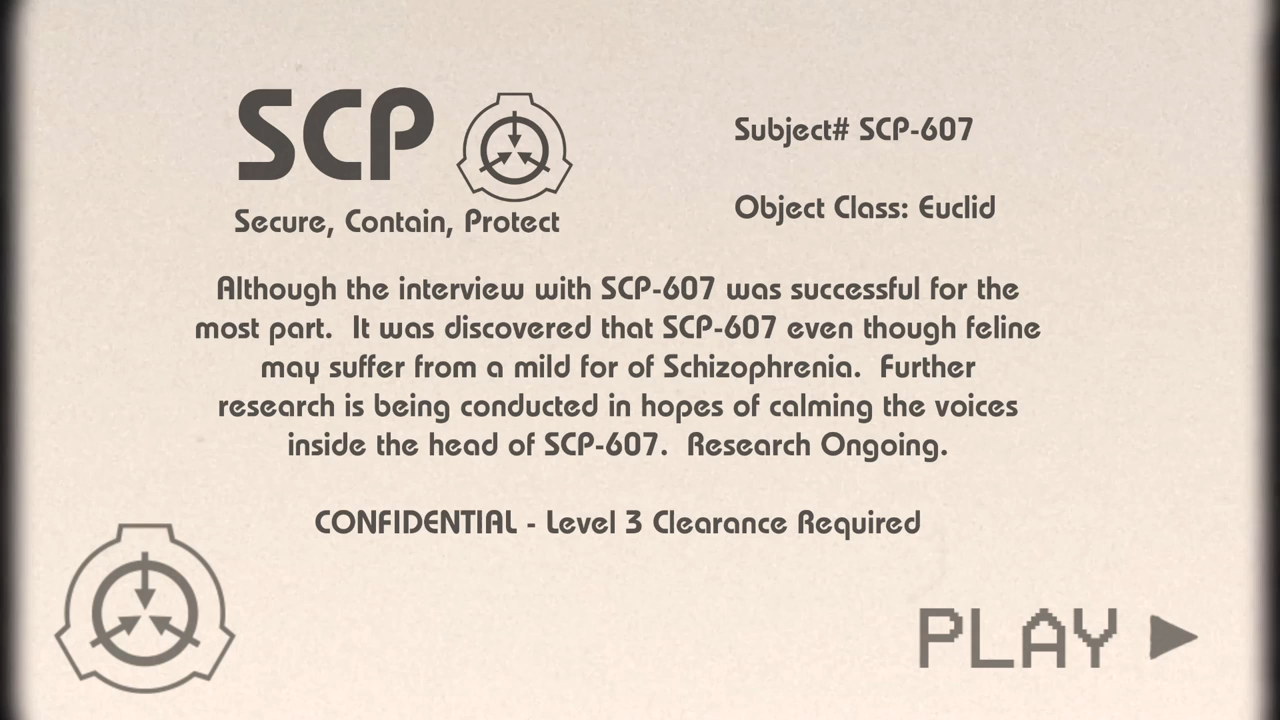 SCP
Secure, Contain, Protect
Subject# SCP-607
Object Class: Euclid
Although the interview with SCP-607 was successful for the
most part. It was discovered that SCP-607 even though feline
may suffer from a mild for of Schizophrenia. Further
research is being conducted in hopes of calming the voices
inside the head of SCP-607. Research Ongoing.
CONFIDENTIAL - Level 3 Clearance Required
PLAY